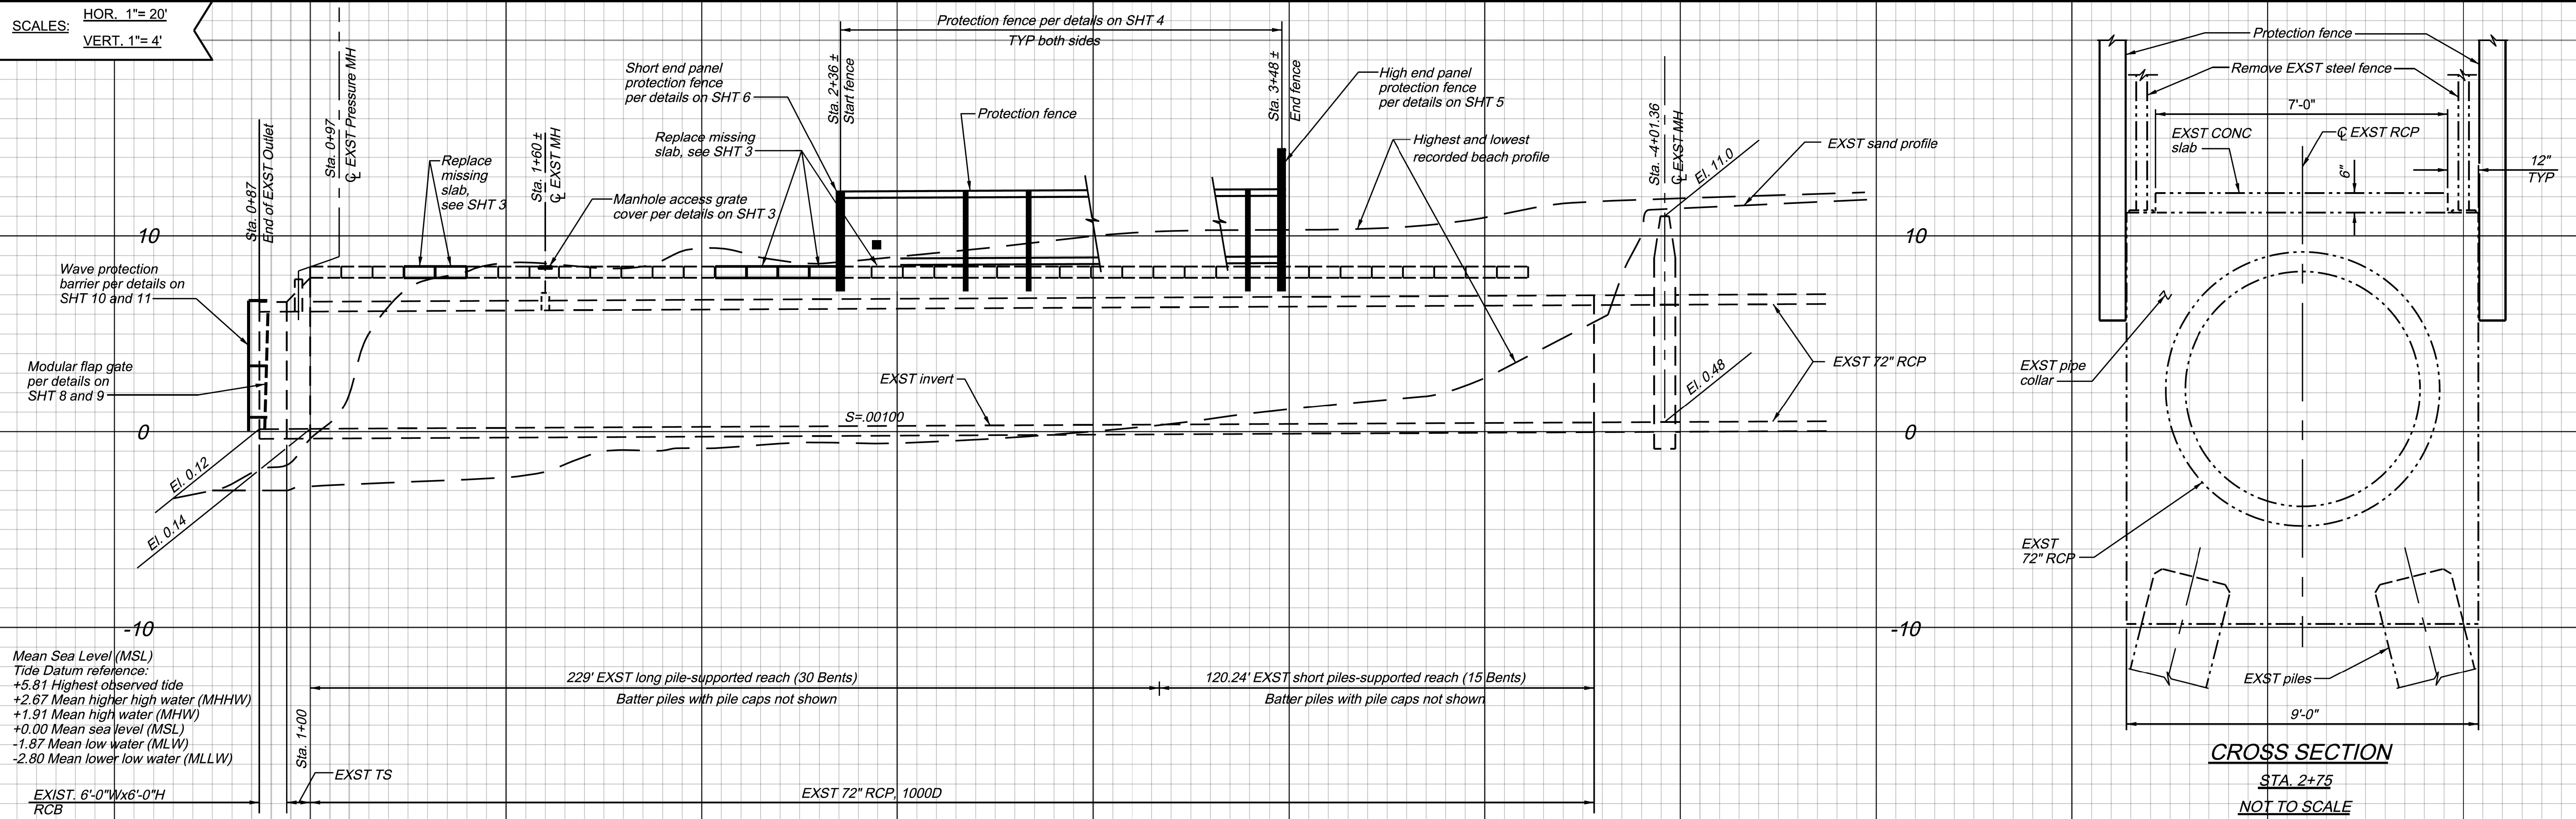 SCALES:
HOR. 1"= 20'
VERT. 1"= 4'
Sta. 0+87
End of EXST Outlet
Sta. 0+97
℄ EXST Pressure MH
Replace
missing
slab,
see SHT 3
Sta. 1+60 ±
℄ EXST MH
Short end panel
protection fence
per details on SHT 6
Replace missing
slab, see SHT 3
Manhole access grate
cover per details on SHT 3
Protection fence per details on SHT 4
TYP both sides
Sta. 2+36 ±
Start fence
Protection fence
Sta. 3+48 ±
End fence
High end panel
protection fence
per details on SHT 5
Highest and lowest
recorded beach profile
Sta. -4+01.36
℄ EXST MH
El. 11.0
EXST sand profile
10
10
Wave protection
barrier per details on
SHT 10 and 11
Modular flap gate
per details on
SHT 8 and 9
EXST invert
S=.00100
El. 0.48
EXST 72" RCP
0
0
El. 0.12
El. 0.14
-10
-10
Mean Sea Level (MSL)
Tide Datum reference:
+5.81 Highest observed tide
+2.67 Mean higher high water (MHHW)
+1.91 Mean high water (MHW)
+0.00 Mean sea level (MSL)
-1.87 Mean low water (MLW)
-2.80 Mean lower low water (MLLW)
229' EXST long pile-supported reach (30 Bents)
Batter piles with pile caps not shown
120.24' EXST short piles-supported reach (15 Bents)
Batter piles with pile caps not shown
Sta. 1+00
EXST TS
EXIST. 6'-0"Wx6'-0"H
RCB
EXST 72" RCP, 1000D
Protection fence
Remove EXST steel fence
7'-0"
EXST CONC
slab
℄ EXST RCP
6"
12"
TYP
EXST pipe
collar
EXST
72" RCP
EXST piles
9'-0"
CROSS SECTION
STA. 2+75
NOT TO SCALE